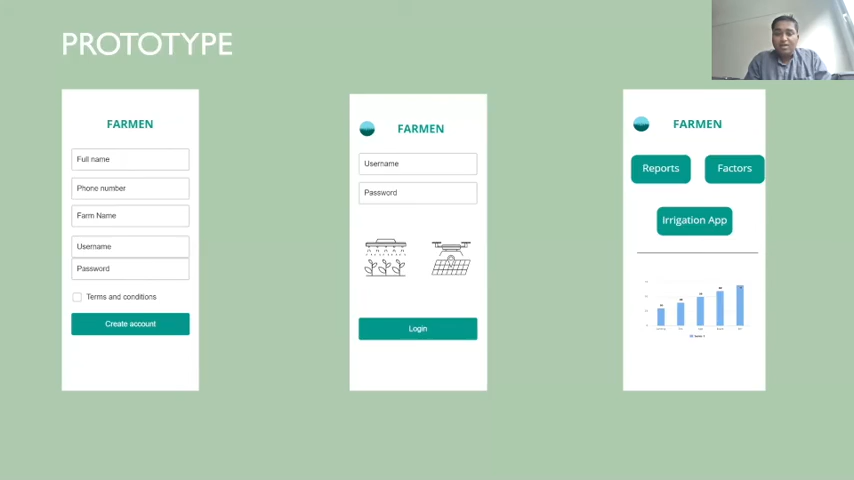 PROTOTYPE
FARMEN
Full name
Phone number
Farm Name
Username
Password
Terms and conditions
Create account
FARMEN
Username
Password
Login
FARMEN
Reports
Factors
Irrigation App